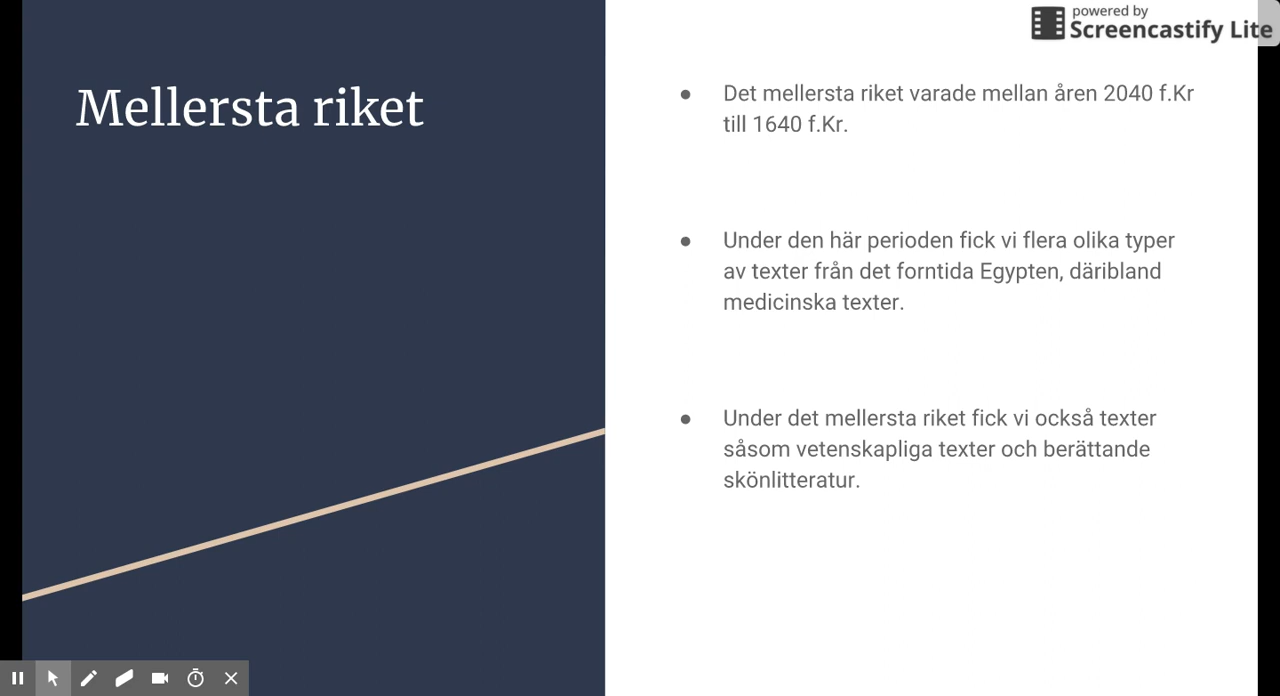 powered by
Screencastify Lite
Mellersta riket
● Det mellersta riket varade mellan åren 2040 f.Kr
till 1640 f.Kr.
● Under den här perioden fick vi flera olika typer
av texter från det forntida Egypten, däribland
medicinska texter.
● Under det mellersta riket fick vi också texter
såsom vetenskapliga texter och berättande
skönlitteratur.